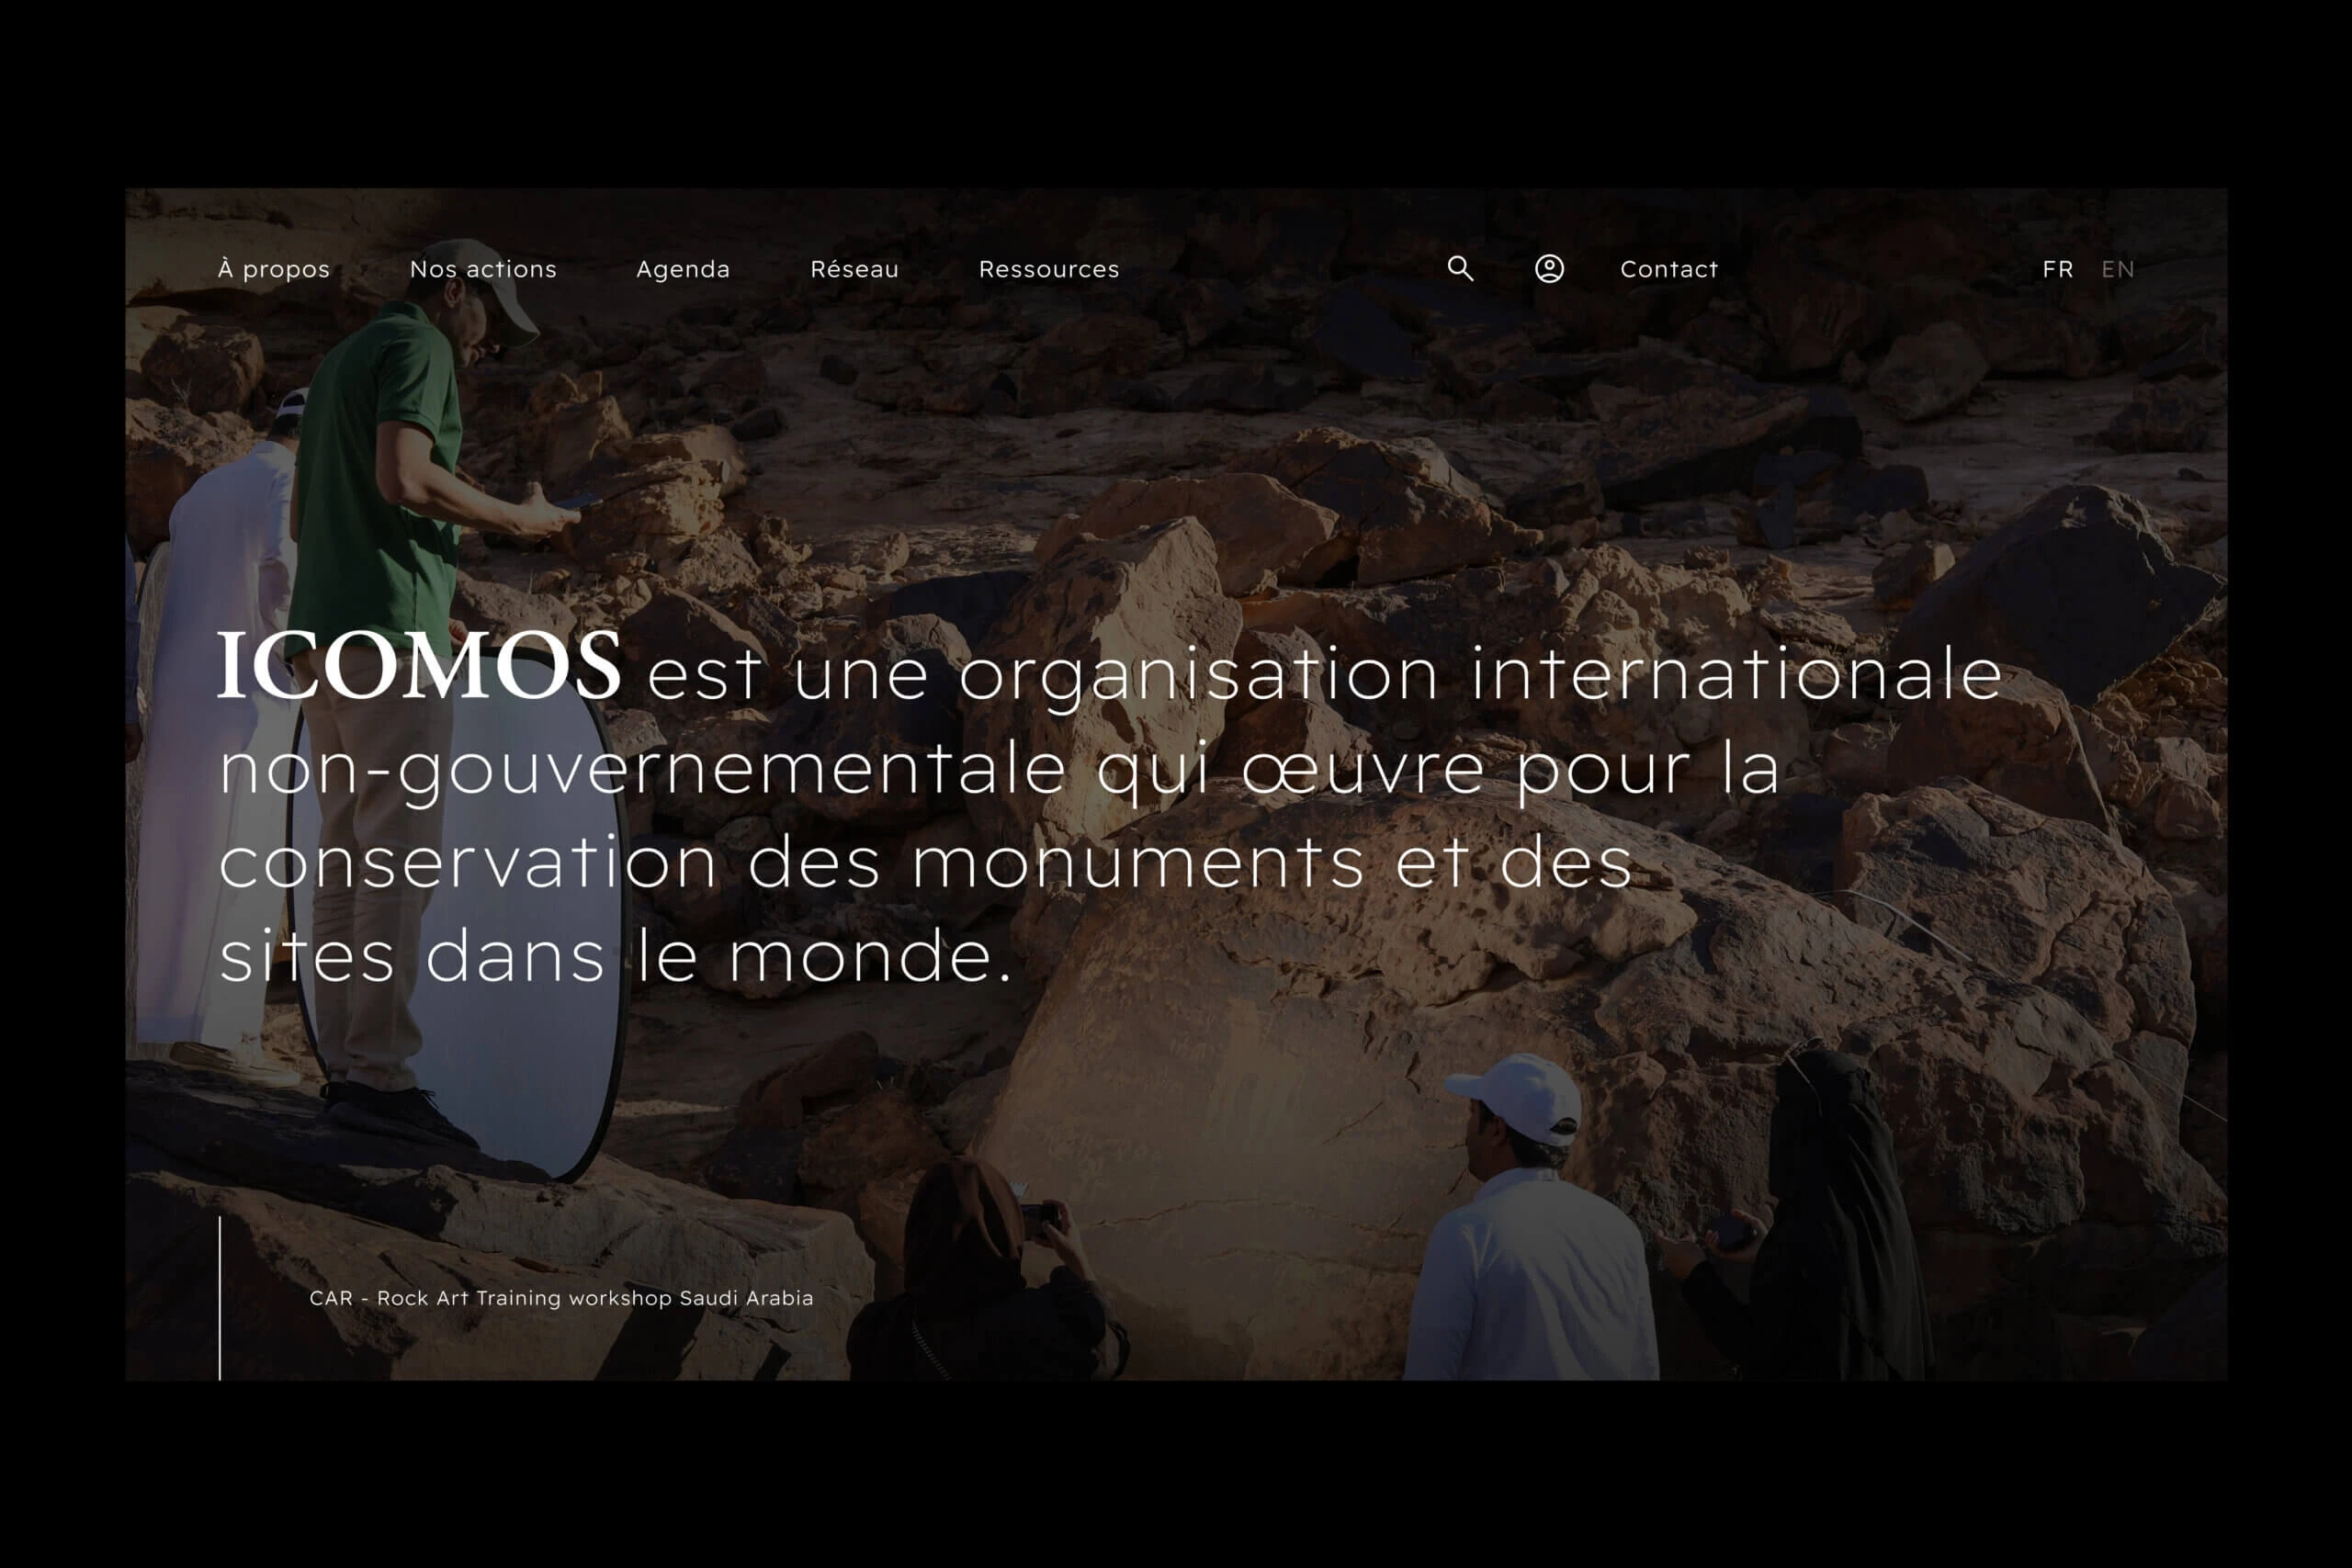 À propos Nos actions Agenda Réseau Ressources Contact FR EN
ICOMOS est une organisation internationale
non-gouvernementale qui œuvre pour la
conservation des monuments et des
sites dans le monde.
CAR - Rock Art Training workshop Saudi Arabia